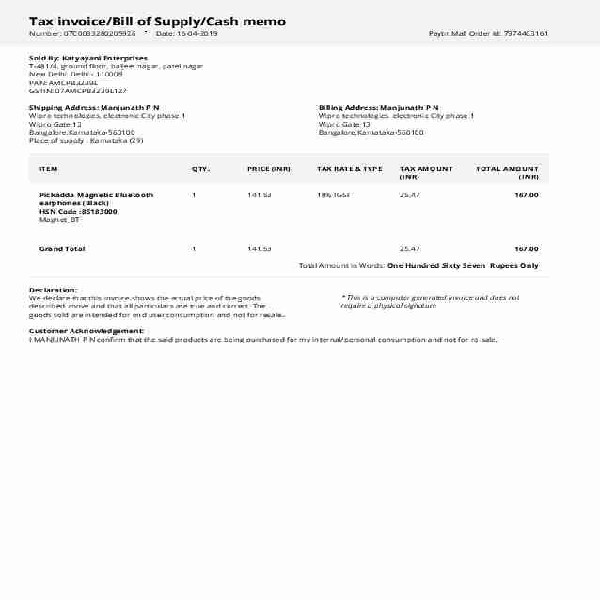 Tax invoice/Bill of Supply/Cash memo
Number: Date: 16-04-2019 Paytm Mall Order Id:
Sold By: Katyayani Enterprises
ground floor, baljeet nagar, patel nagar
New Delhi, Delhi - 110008
PAN:
GSTIN:
Shipping Address: Manjunath P N Billing Address: Manjunath P N
Wipro technologies, electronic City phase 1 Wipro technologies, electronic City phase 1
Wipro Gate 13 Wipro Gate 13
Bangalore, Karnataka-560100 Bangalore, Karnataka-560100
Place of supply : Karnataka (29)
ITEM QTY. PRICE (INR) TAX RATE & TYPE TAX AMOUNT (INR) TOTAL AMOUNT (INR)
Pickadda Magnetic Bluetooth 1 141.53 18% IGST 25.47 167.00
earphones (Black)
HSN Code :85183000
Magnet_BT
Grand Total 1 141.53 25.47 167.00
Total Amount in Words: One Hundred Sixty Seven Rupees Only
Declaration:
We declare that this invoice shows the actual price of the goods * This is a computer generated invoice and does not
described above and that all particulars are true and correct. The require a physical signature
goods sold are intended for end user consumption and not for resale.
Customer Acknowledgement:
I MANJUNATH P N confirm that the said products are being purchased for my internal/personal consumption and not for re-sale.